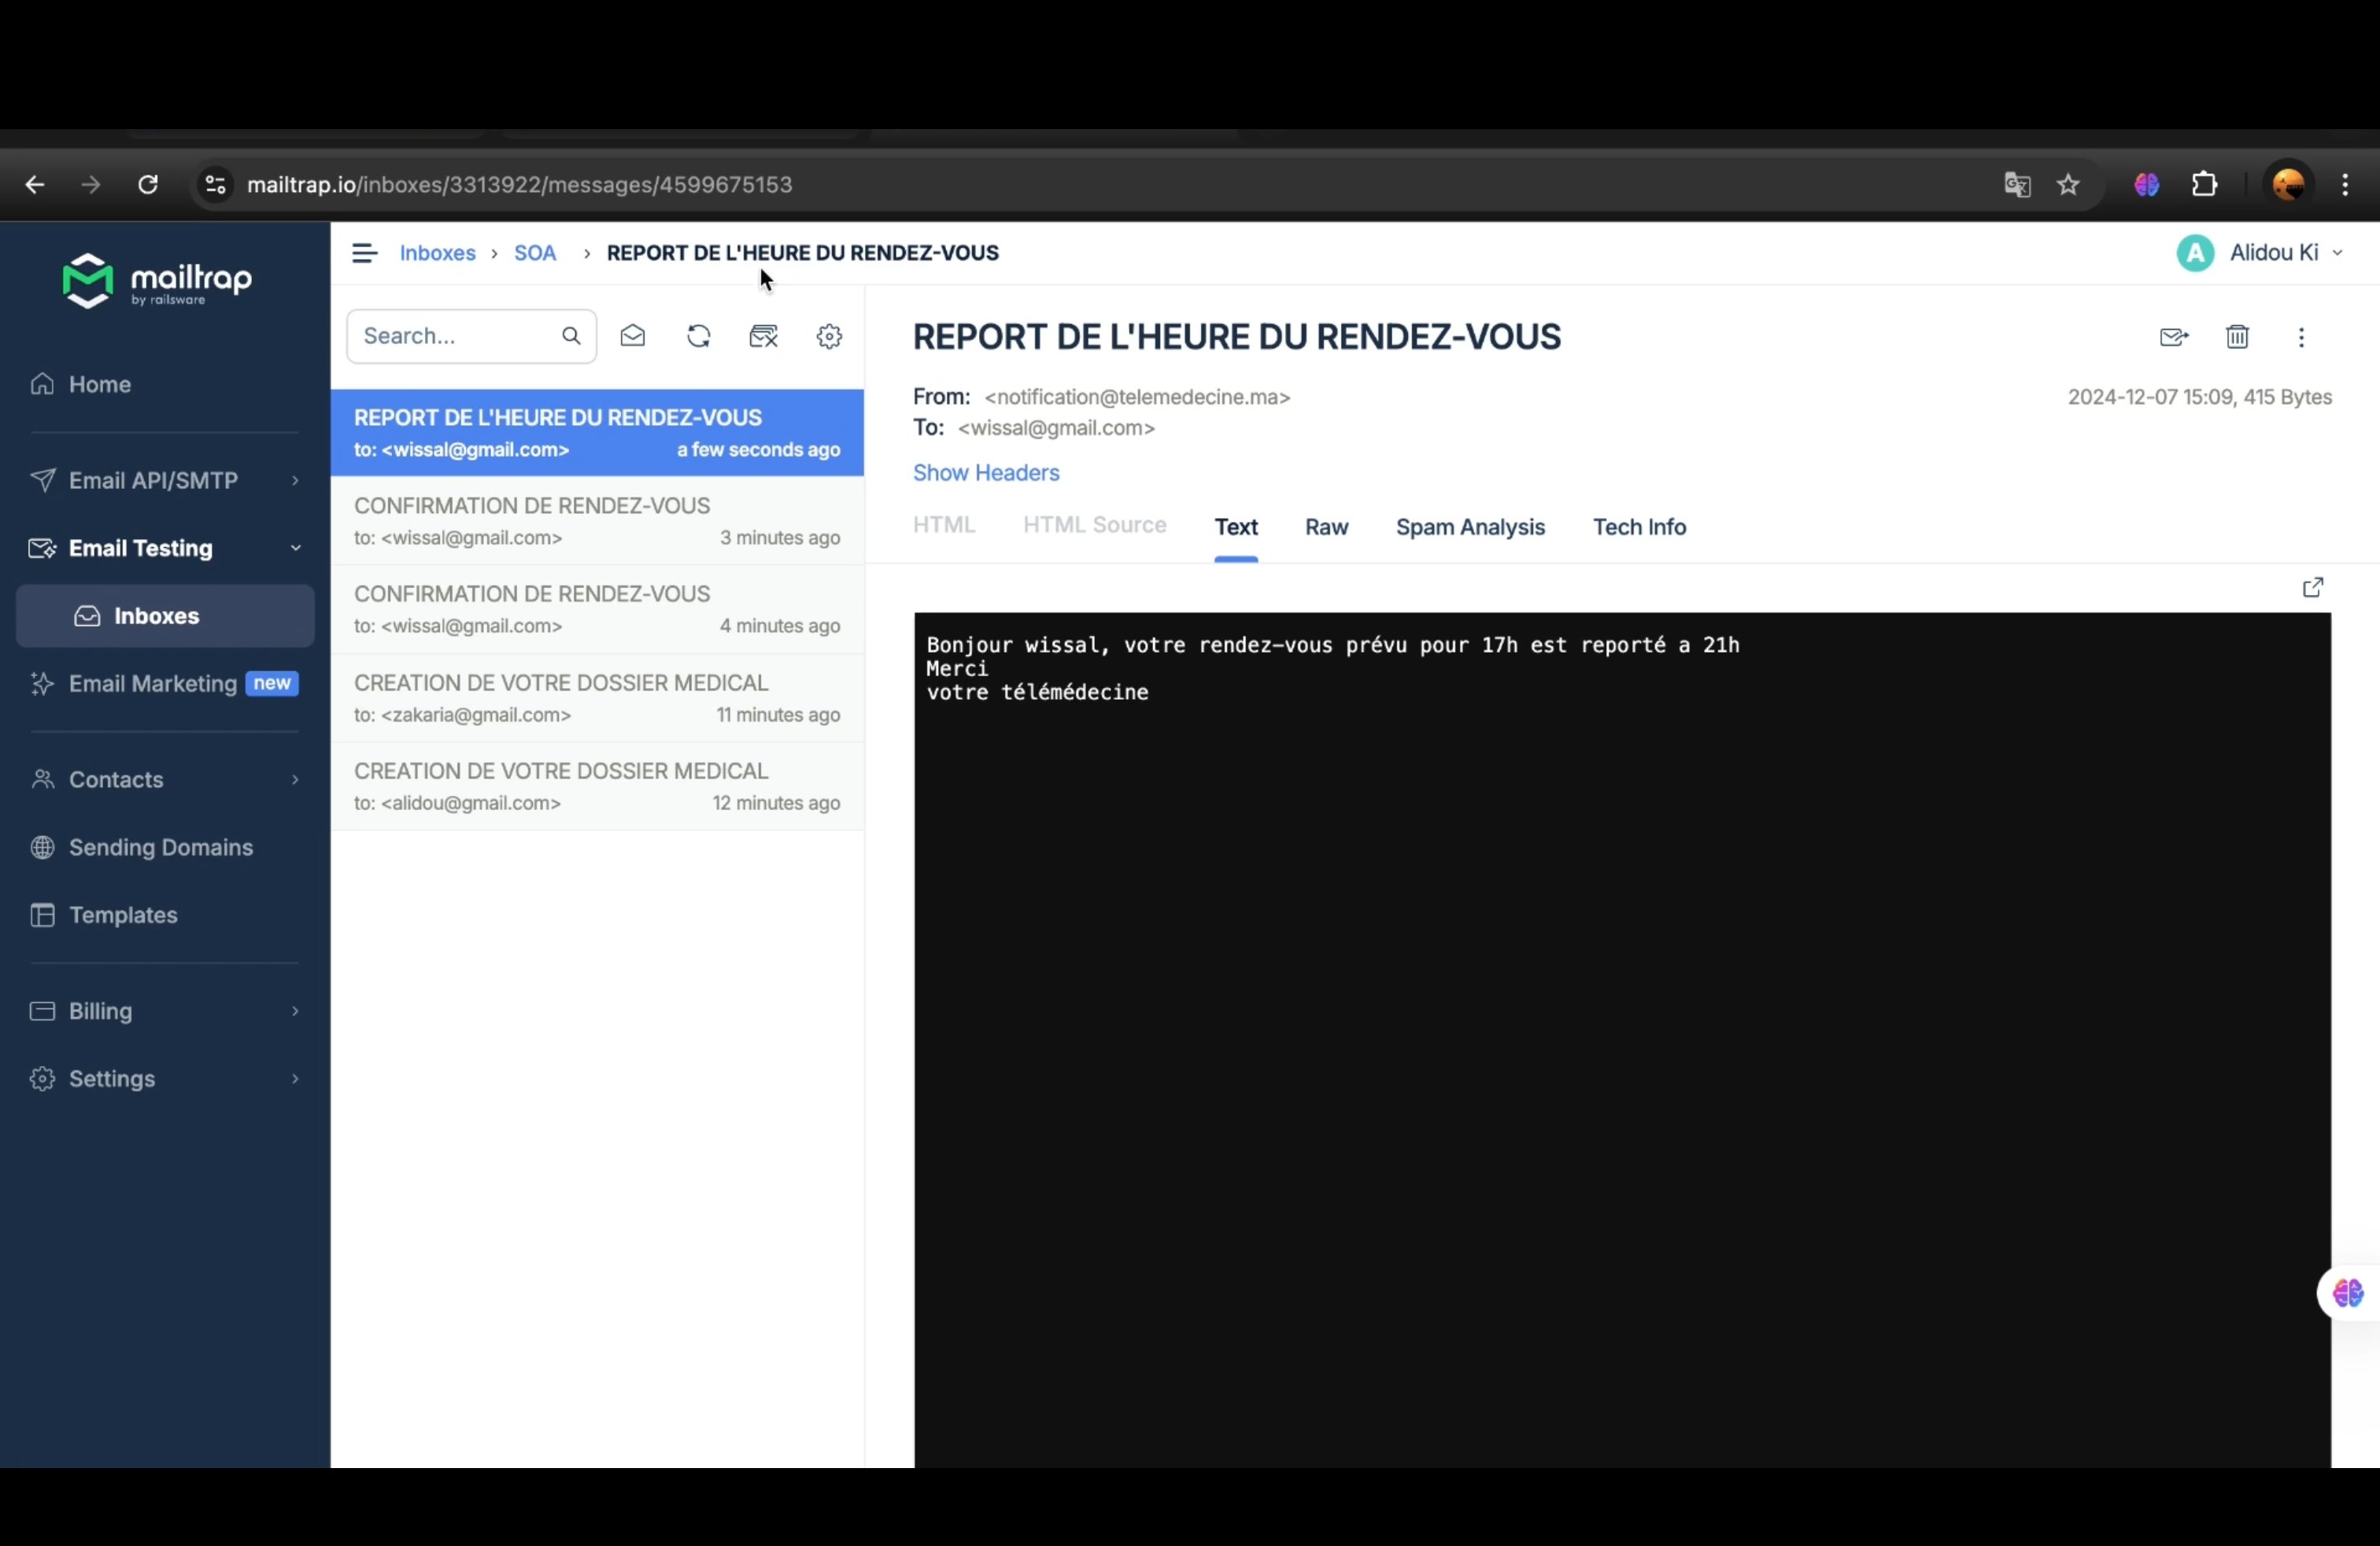 mailtrap.io/inboxes/3313922/messages/4599675153
mailtrap
by railsware
Home
Email API/SMTP
Email Testing
Inboxes
Email Marketing new
Contacts
Sending Domains
Templates
Billing
Settings
Inboxes › SOA › REPORT DE L'HEURE DU RENDEZ-VOUS
A Alidou Ki
Search...
REPORT DE L'HEURE DU RENDEZ-VOUS
to: <wissal@gmail.com> a few seconds ago
CONFIRMATION DE RENDEZ-VOUS
to: <wissal@gmail.com> 3 minutes ago
CONFIRMATION DE RENDEZ-VOUS
to: <wissal@gmail.com> 4 minutes ago
CREATION DE VOTRE DOSSIER MEDICAL
to: <zakaria@gmail.com> 11 minutes ago
CREATION DE VOTRE DOSSIER MEDICAL
to: <alidou@gmail.com> 12 minutes ago
REPORT DE L'HEURE DU RENDEZ-VOUS
From: <notification@telemedecine.ma> 2024-12-07 15:09, 415 Bytes
To: <wissal@gmail.com>
Show Headers
HTML HTML Source Text Raw Spam Analysis Tech Info
Bonjour wissal, votre rendez-vous prévu pour 17h est reporté a 21h
Merci
votre télémédecine